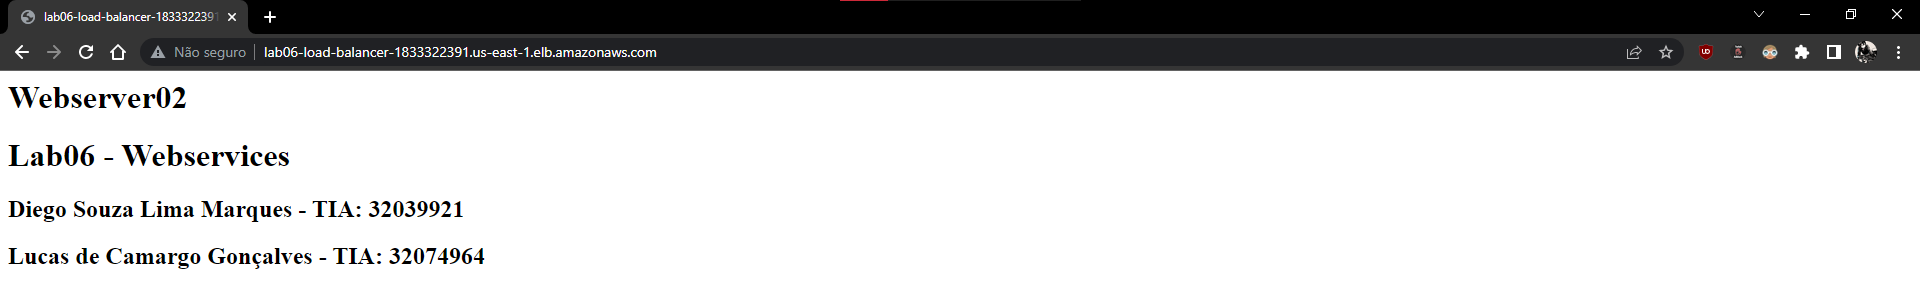 lab06-load-balancer-1833322391
Não seguro
lab06-load-balancer-1833322391.us-east-1.elb.amazonaws.com
Webserver02
Lab06 - Webservices
Diego Souza Lima Marques - TIA: 32039921
Lucas de Camargo Gonçalves - TIA: 32074964